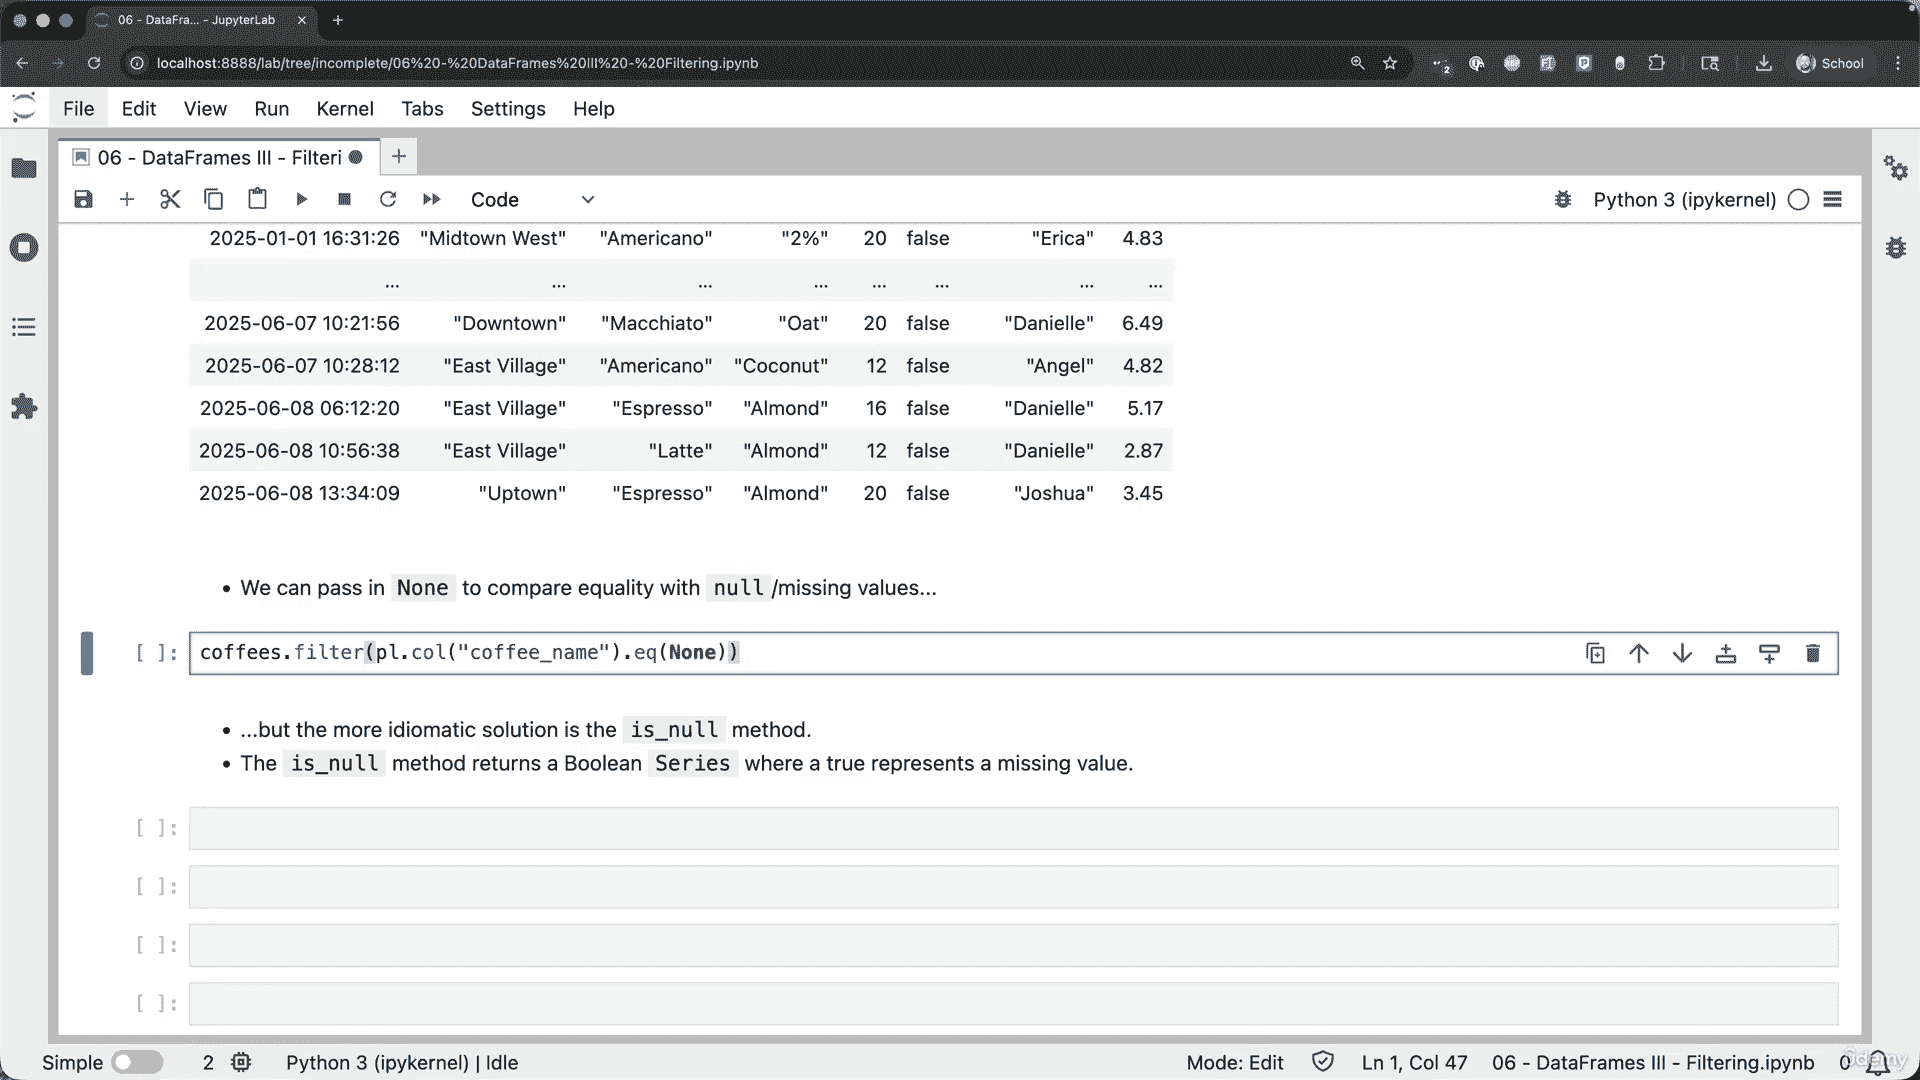 06 - DataFra... - JupyterLab
localhost:8888/lab/tree/incomplete/06%20-%20DataFrames%20III%20-%20Filtering.ipynb
2
School
File Edit View Run Kernel Tabs Settings Help
06 - DataFrames III - Filteri
Code
Python 3 (ipykernel)
2025-01-01 16:31:26 "Midtown West" "Americano" "2%" 20 false "Erica" 4.83
... ... ... ... ... ... ... ...
2025-06-07 10:21:56 "Downtown" "Macchiato" "Oat" 20 false "Danielle" 6.49
2025-06-07 10:28:12 "East Village" "Americano" "Coconut" 12 false "Angel" 4.82
2025-06-08 06:12:20 "East Village" "Espresso" "Almond" 16 false "Danielle" 5.17
2025-06-08 10:56:38 "East Village" "Latte" "Almond" 12 false "Danielle" 2.87
2025-06-08 13:34:09 "Uptown" "Espresso" "Almond" 20 false "Joshua" 3.45
• We can pass in None to compare equality with null/missing values...
[ ]: coffees.filter(pl.col("coffee_name").eq(None))
• ...but the more idiomatic solution is the is_null method.
• The is_null method returns a Boolean Series where a true represents a missing value.
[ ]:
[ ]:
[ ]:
[ ]:
Simple 2 Python 3 (ipykernel) | Idle Mode: Edit Ln 1, Col 47 06 - DataFrames III - Filtering.ipynb 0